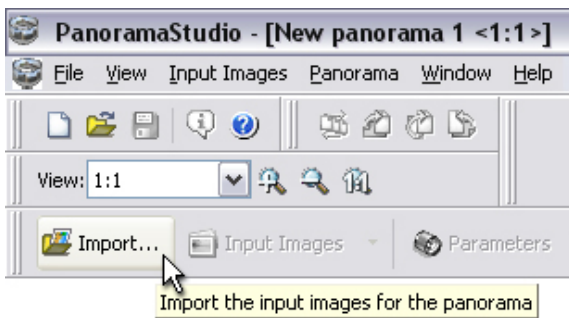 PanoramaStudio - [New panorama 1 <1:1>]
File View Input Images Panorama Window Help
View: 1:1
Import... Input Images Parameters
Import the input images for the panorama